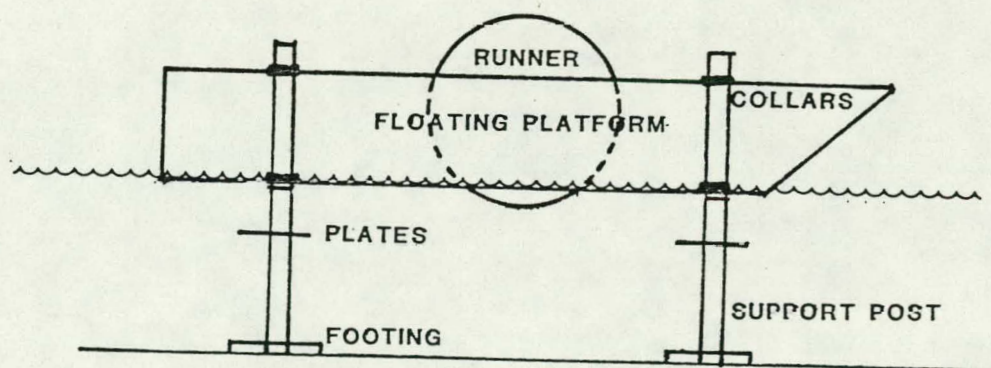 RUNNER
COLLARS
FLOATING PLATFORM
PLATES
SUPPORT POST
FOOTING